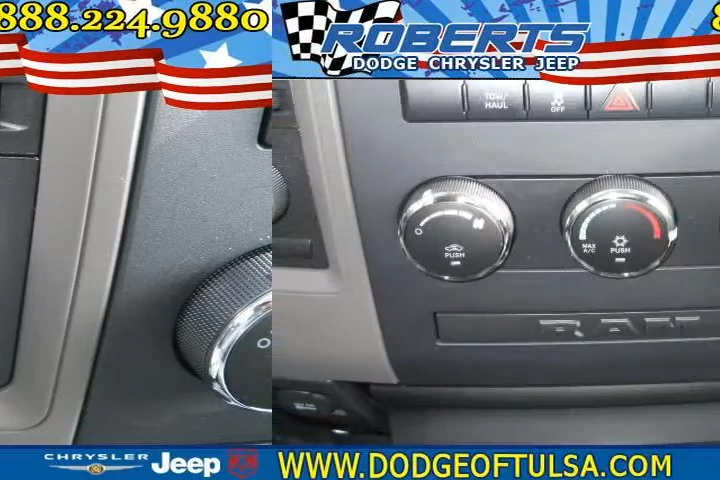 888.224.9880
ROBERTS
DODGE CHRYSLER JEEP
TOW/
HAUL
OFF
PUSH
MAX
A/C
PUSH
RAM
CHRYSLER Jeep
WWW.DODGEOFTULSA.COM